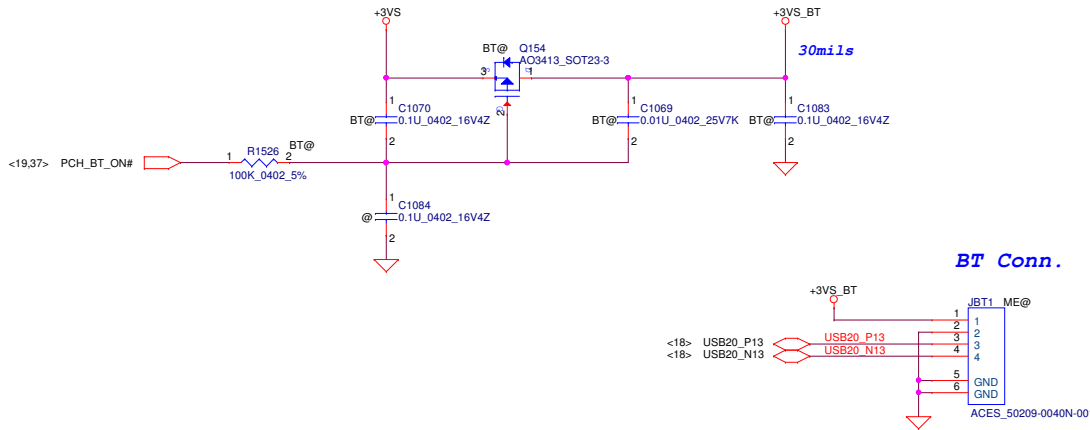 +3VS
+3VS_BT
BT@
Q154
AO3413_SOT23-3
30mils
3
1
2
1
C1070
BT@
0.1U_0402_16V4Z
2
1
C1069
BT@
0.01U_0402_25V7K
2
1
C1083
BT@
0.1U_0402_16V4Z
2
<19,37> PCH_BT_ON#
1
R1526
2
BT@
100K_0402_5%
1
C1084
@
0.1U_0402_16V4Z
2
BT Conn.
+3VS_BT
JBT1 ME@
1 1
2 2
<18> USB20_P13 USB20_P13 3 3
<18> USB20_N13 USB20_N13 4 4
5 GND
6 GND
ACES_50209-0040N-00